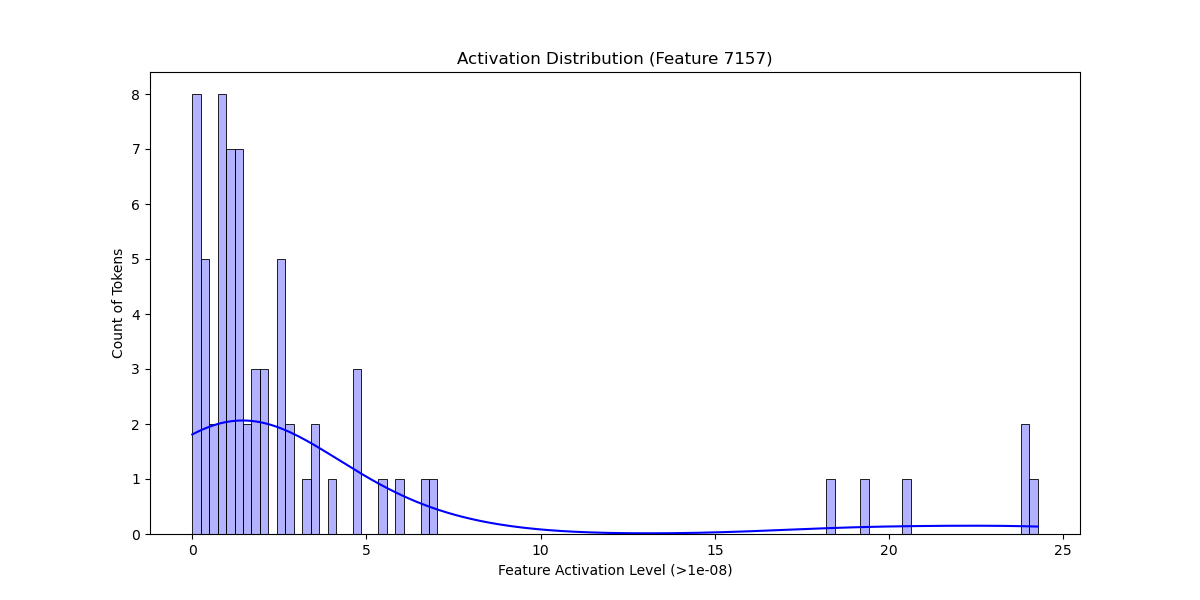 Activation Distribution (Feature 7157)
Count of Tokens
8
7
6
5
4
3
2
1
0
0 5 10 15 20 25
Feature Activation Level (>1e-08)